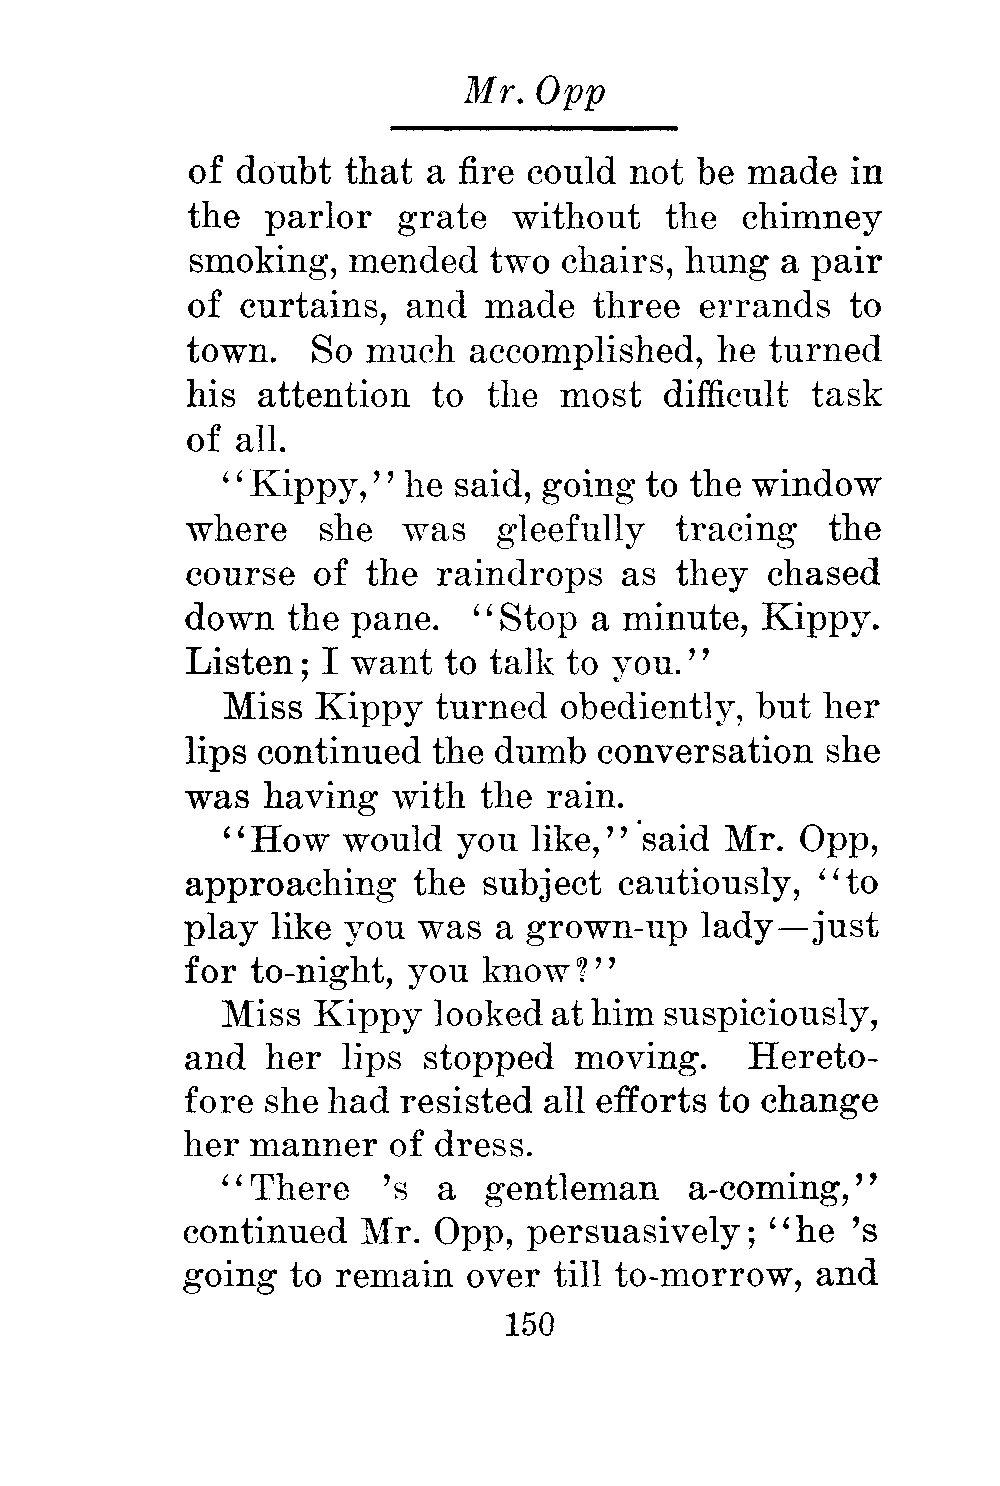 Mr. Opp
of doubt that a fire could not be made in
the parlor grate without the chimney
smoking, mended two chairs, hung a pair
of curtains, and made three errands to
town. So much accomplished, he turned
his attention to the most difficult task
of all.
"Kippy," he said, going to the window
where she was gleefully tracing the
course of the raindrops as they chased
down the pane. "Stop a minute, Kippy.
Listen; I want to talk to you."
Miss Kippy turned obediently, but her
lips continued the dumb conversation she
was having with the rain.
"How would you like," said Mr. Opp,
approaching the subject cautiously, "to
play like you was a grown-up lady—just
for to-night, you know?"
Miss Kippy looked at him suspiciously,
and her lips stopped moving. Hereto-
fore she had resisted all efforts to change
her manner of dress.
"There 's a gentleman a-coming,"
continued Mr. Opp, persuasively; "he 's
going to remain over till to-morrow, and
150